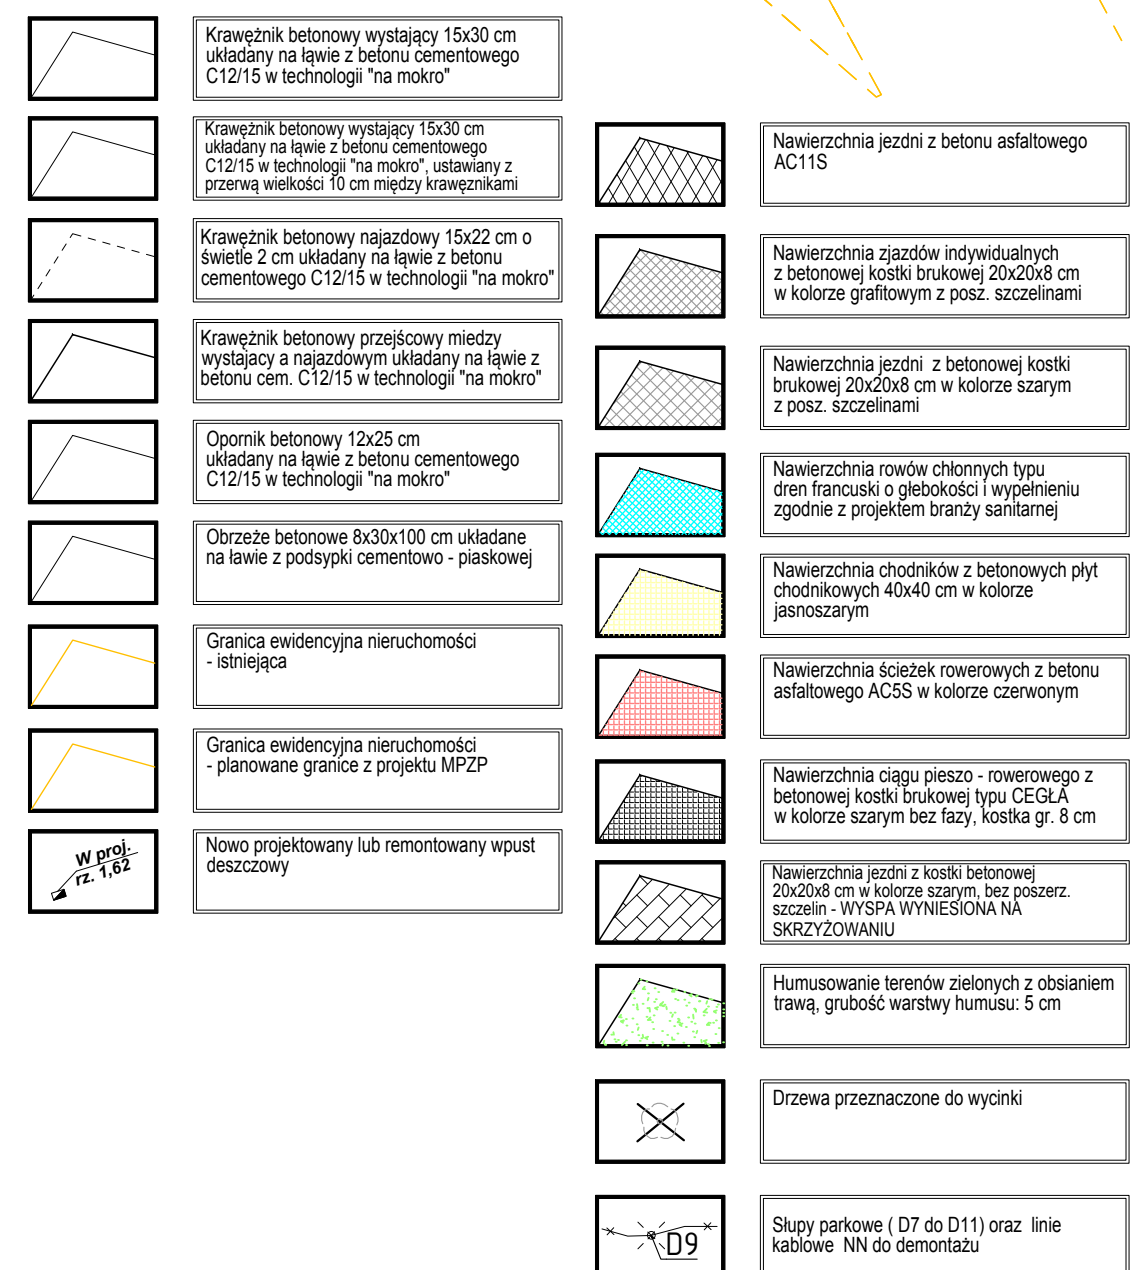 Krawężnik betonowy wystający 15x30 cm
układany na ławie z betonu cementowego
C12/15 w technologii "na mokro"
Krawężnik betonowy wystający 15x30 cm
układany na ławie z betonu cementowego
C12/15 w technologii "na mokro", ustawiany z
przerwą wielkości 10 cm między krawęznikami
Krawężnik betonowy najazdowy 15x22 cm o
świetle 2 cm układany na ławie z betonu
cementowego C12/15 w technologii "na mokro"
Krawężnik betonowy przejścowy miedzy
wystajacy a najazdowym układany na ławie z
betonu cem. C12/15 w technologii "na mokro"
Opornik betonowy 12x25 cm
układany na ławie z betonu cementowego
C12/15 w technologii "na mokro"
Obrzeże betonowe 8x30x100 cm układane
na ławie z podsypki cementowo - piaskowej
Granica ewidencyjna nieruchomości
- istniejąca
Granica ewidencyjna nieruchomości
- planowane granice z projektu MPZP
W proj.
rz. 1,62
Nowo projektowany lub remontowany wpust
deszczowy
Nawierzchnia jezdni z betonu asfaltowego
AC11S
Nawierzchnia zjazdów indywidualnych
z betonowej kostki brukowej 20x20x8 cm
w kolorze grafitowym z posz. szczelinami
Nawierzchnia jezdni z betonowej kostki
brukowej 20x20x8 cm w kolorze szarym
z posz. szczelinami
Nawierzchnia rowów chłonnych typu
dren francuski o głebokości i wypełnieniu
zgodnie z projektem branży sanitarnej
Nawierzchnia chodników z betonowych płyt
chodnikowych 40x40 cm w kolorze
jasnoszarym
Nawierzchnia ścieżek rowerowych z betonu
asfaltowego AC5S w kolorze czerwonym
Nawierzchnia ciągu pieszo - rowerowego z
betonowej kostki brukowej typu CEGŁA
w kolorze szarym bez fazy, kostka gr. 8 cm
Nawierzchnia jezdni z kostki betonowej
20x20x8 cm w kolorze szarym, bez poszerz.
szczelin - WYSPA WYNIESIONA NA
SKRZYŻOWANIU
Humusowanie terenów zielonych z obsianiem
trawą, grubość warstwy humusu: 5 cm
Drzewa przeznaczone do wycinki
D9
Słupy parkowe ( D7 do D11) oraz linie
kablowe NN do demontażu